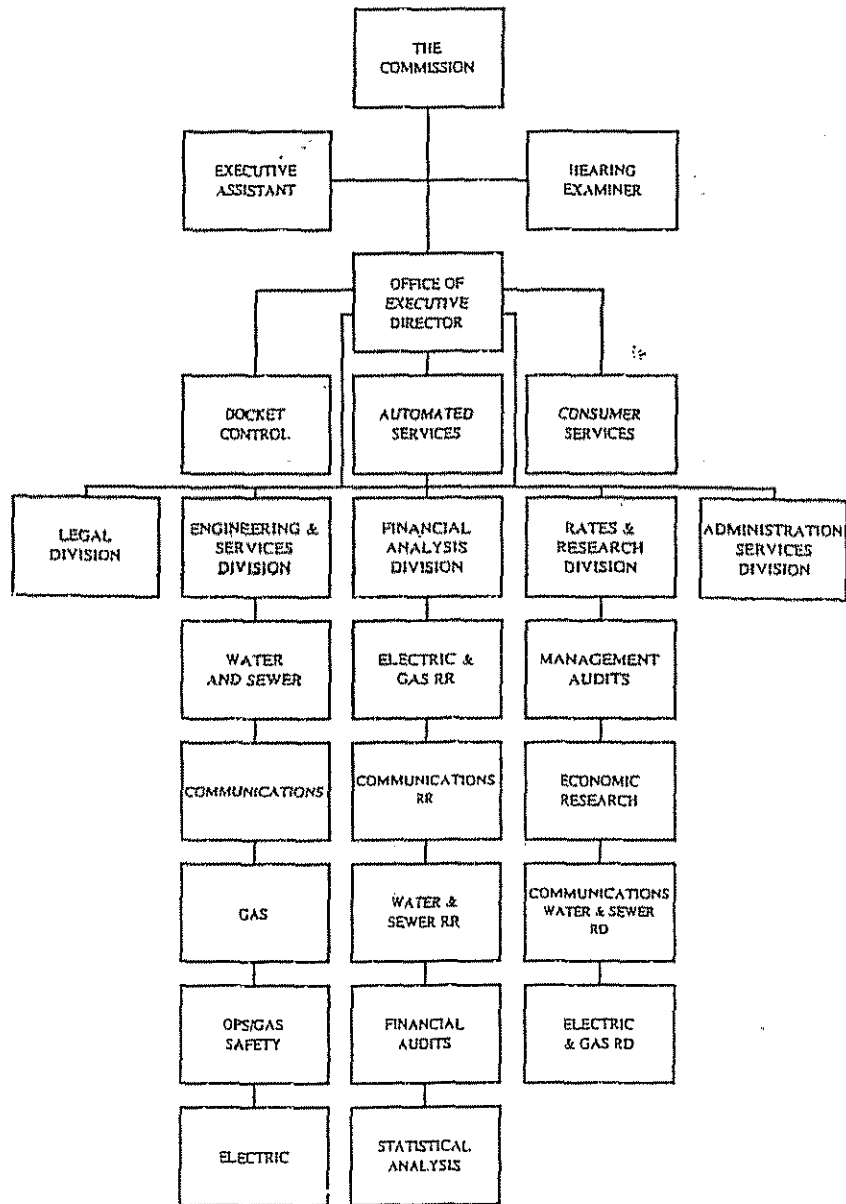 THE
COMMISSION
EXECUTIVE
ASSISTANT
HEARING
EXAMINER
OFFICE OF
EXECUTIVE
DIRECTOR
DOCKET
CONTROL
AUTOMATED
SERVICES
CONSUMER
SERVICES
LEGAL
DIVISION
ENGINEERING &
SERVICES
DIVISION
FINANCIAL
ANALYSIS
DIVISION
RATES &
RESEARCH
DIVISION
ADMINISTRATION
SERVICES
DIVISION
WATER
AND SEWER
ELECTRIC &
GAS RR
MANAGEMENT
AUDITS
COMMUNICATIONS
COMMUNICATIONS
RR
ECONOMIC
RESEARCH
GAS
WATER &
SEWER RR
COMMUNICATIONS
WATER & SEWER
RD
OPS/GAS
SAFETY
FINANCIAL
AUDITS
ELECTRIC
& GAS RD
ELECTRIC
STATISTICAL
ANALYSIS